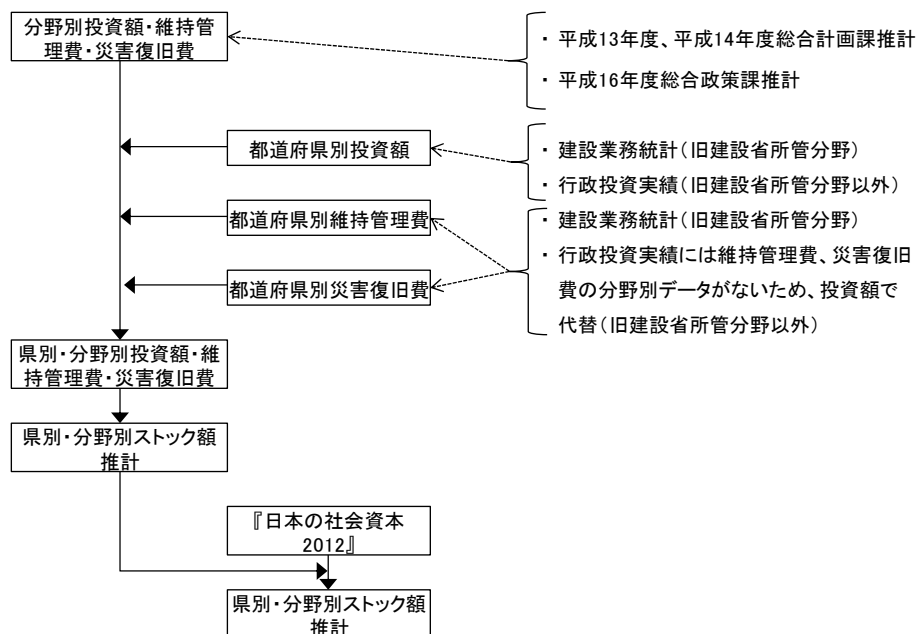 分野別投資額・維持管
理費・災害復旧費
・ 平成13年度、平成14年度総合計画課推計
・ 平成16年度総合政策課推計
都道府県別投資額
・ 建設業務統計（旧建設省所管分野）
・ 行政投資実績（旧建設省所管分野以外）
都道府県別維持管理費
・ 建設業務統計（旧建設省所管分野）
・ 行政投資実績には維持管理費、災害復旧
費の分野別データがないため、投資額で
代替（旧建設省所管分野以外）
都道府県別災害復旧費
県別・分野別投資額・維
持管理費・災害復旧費
県別・分野別ストック額
推計
『日本の社会資本
2012』
県別・分野別ストック額
推計